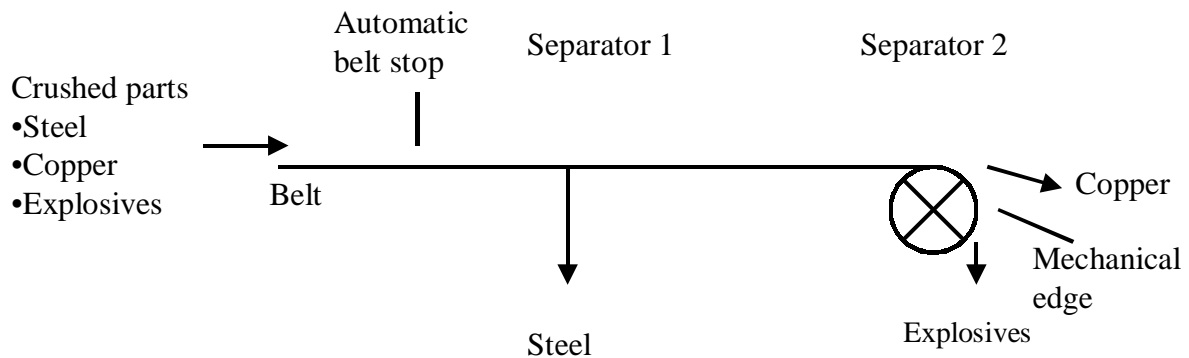 Automatic
belt stop
Separator 1
Separator 2
Crushed parts
•Steel
•Copper
•Explosives
Belt
Copper
Mechanical
edge
Explosives
Steel